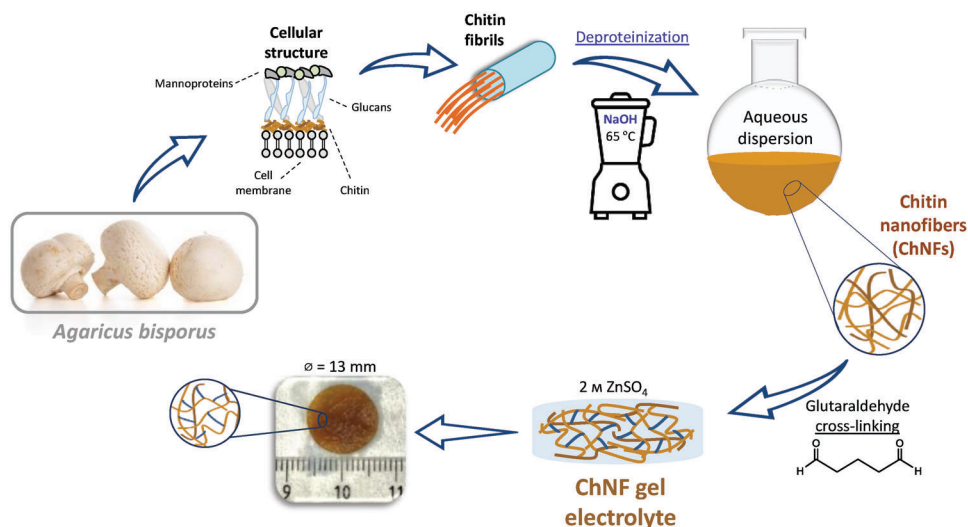 Agaricus bisporus
Cellular
structure
Mannoproteins
Glucans
Cell
membrane
Chitin
Chitin
fibrils
Deproteinization
NaOH
65 °C
Aqueous
dispersion
Chitin
nanofibers
(ChNFs)
Glutaraldehyde
cross-linking
O
O
H
H
2 M ZnSO₄
ChNF gel
electrolyte
⌀ = 13 mm
9 10 11